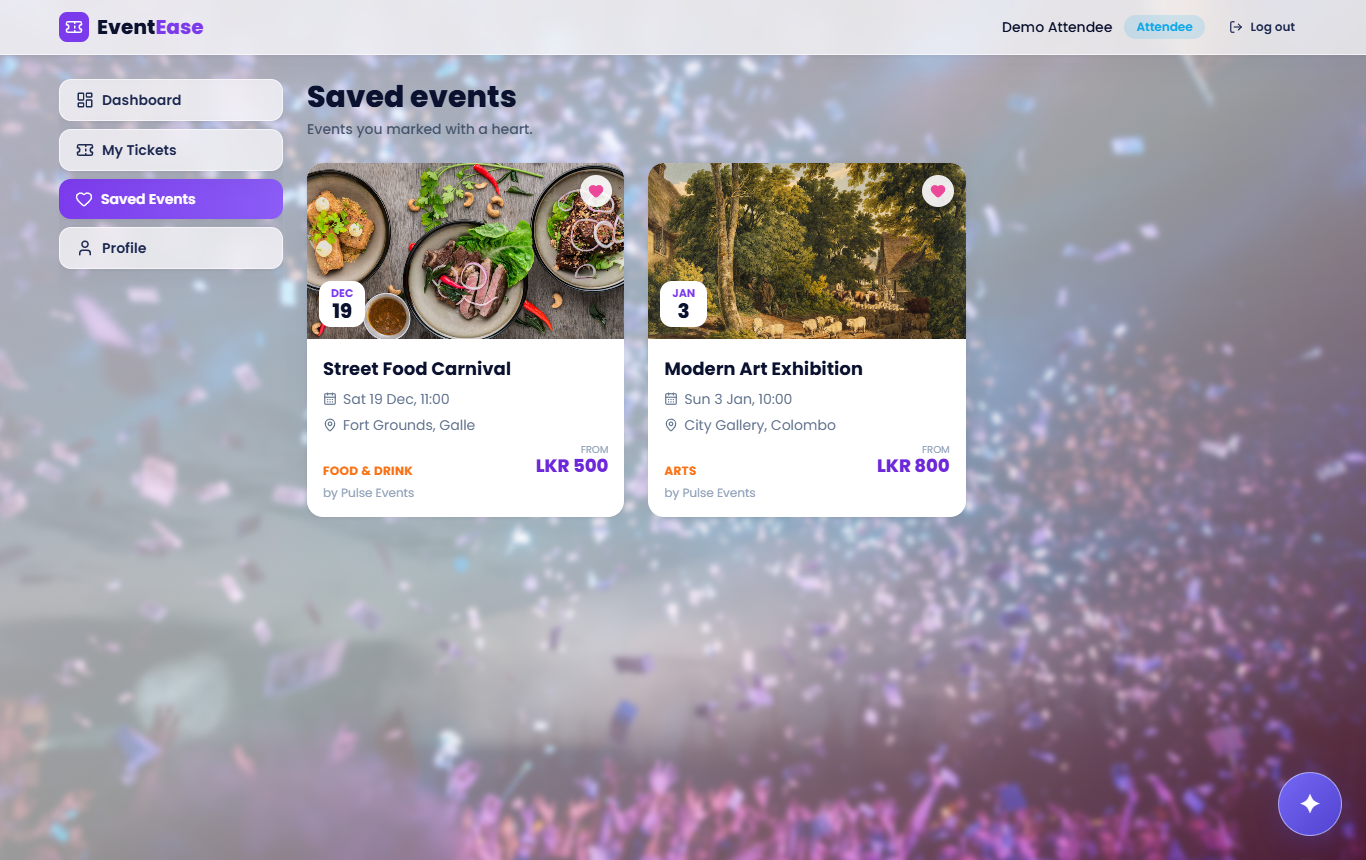 EventEase
Demo Attendee
Attendee
Log out
Dashboard
My Tickets
Saved Events
Profile
Saved events
Events you marked with a heart.
DEC
19
Street Food Carnival
Sat 19 Dec, 11:00
Fort Grounds, Galle
FOOD & DRINK
FROM
LKR 500
by Pulse Events
JAN
3
Modern Art Exhibition
Sun 3 Jan, 10:00
City Gallery, Colombo
ARTS
FROM
LKR 800
by Pulse Events